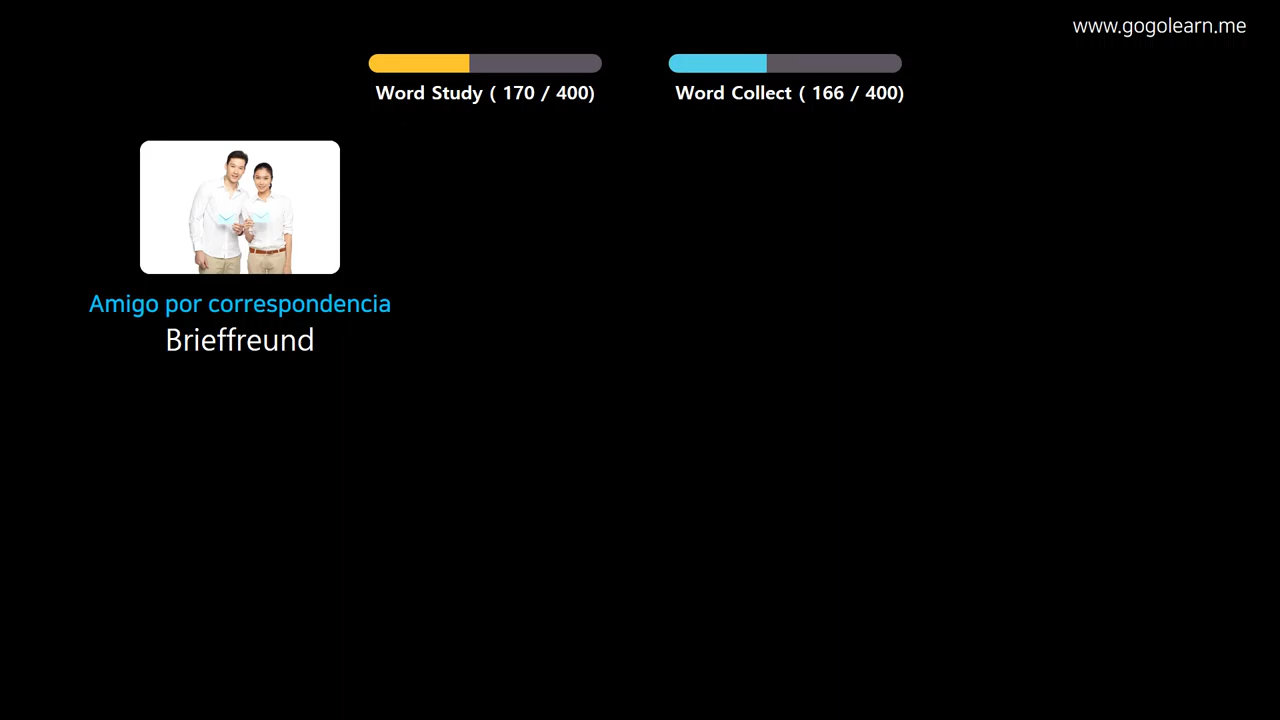 www.gogolearn.me
Word Study ( 170 / 400)
Word Collect ( 166 / 400)
Amigo por correspondencia
Brieffreund